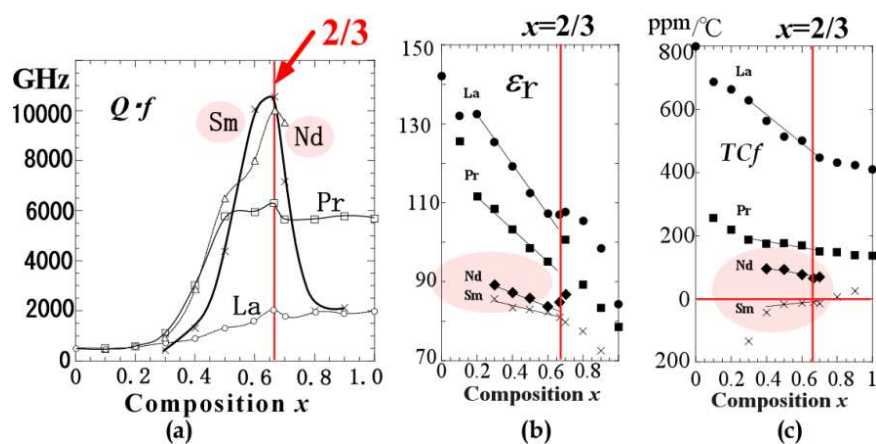 2/3
GHz
Q·f
10000
8000
6000
4000
2000
0
Sm
Nd
Pr
La
0 0.2 0.4 0.6 0.8 1.0
Composition x
(a)
x=2/3
150
130
110
90
70
εr
La
Pr
Nd
Sm
0 0.2 0.4 0.6 0.8 1.0
Composition x
(b)
ppm/°C
x=2/3
800
600
400
200
0
200
La
TCf
Pr
Nd
Sm
0 0.2 0.4 0.6 0.8 1
Composition x
(c)